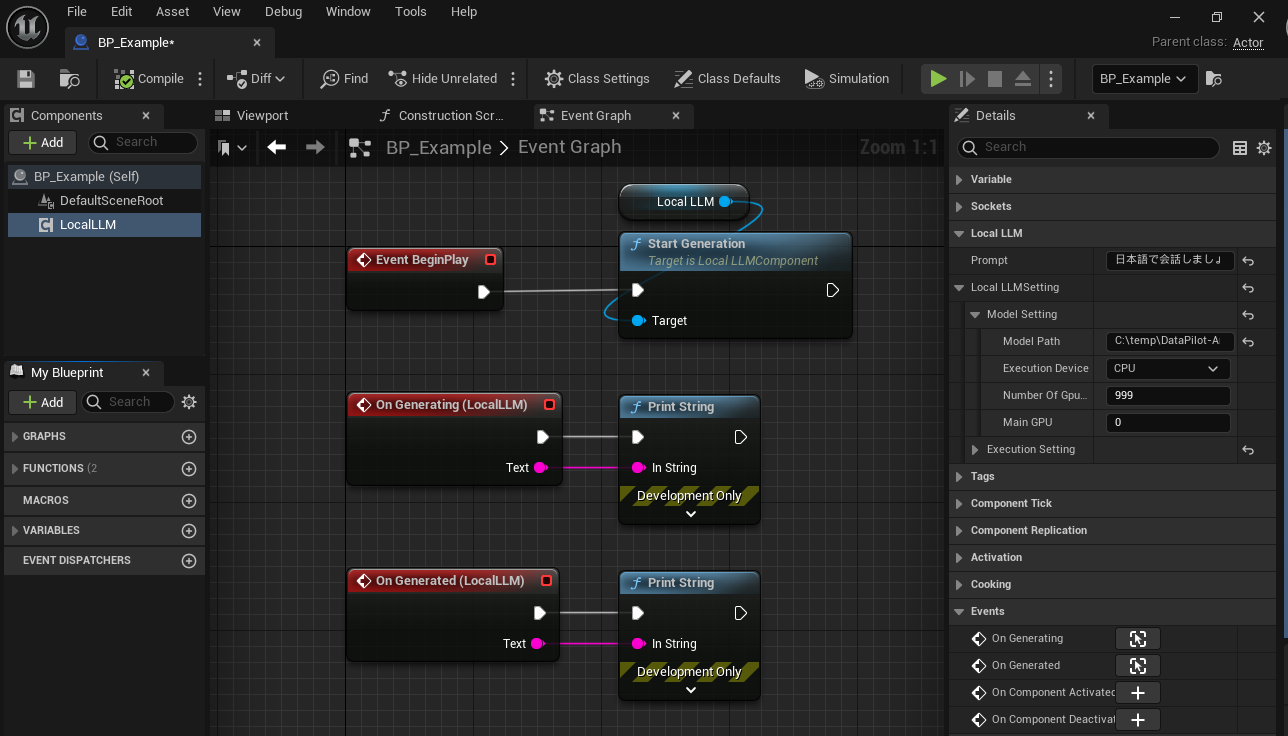 File Edit Asset View Debug Window Tools Help
BP_Example*
Parent class: Actor
Compile Diff Find Hide Unrelated Class Settings Class Defaults Simulation BP_Example
Components
Add Search
BP_Example (Self)
DefaultSceneRoot
LocalLLM
My Blueprint
Add Search
GRAPHS
FUNCTIONS (2
MACROS
VARIABLES
EVENT DISPATCHERS
Viewport Construction Scr... Event Graph
BP_Example > Event Graph Zoom 1:1
Local LLM
Start Generation
Target is Local LLMComponent
Target
Event BeginPlay
On Generating (LocalLLM)
Text
Print String
In String
Development Only
On Generated (LocalLLM)
Text
Print String
In String
Development Only
Details
Search
Variable
Sockets
Local LLM
Prompt 日本語で会話しましょ
Local LLMSetting
Model Setting
Model Path C:\temp\DataPilot-A
Execution Device CPU
Number Of Gpu... 999
Main GPU 0
Execution Setting
Tags
Component Tick
Component Replication
Activation
Cooking
Events
On Generating
On Generated
On Component Activated
On Component Deactivat